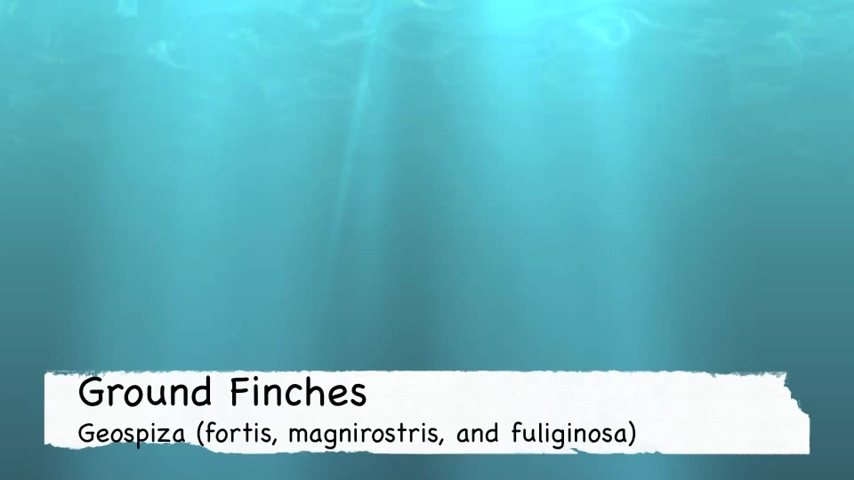 Ground Finches
Geospiza (fortis, magnirostris, and fuliginosa)